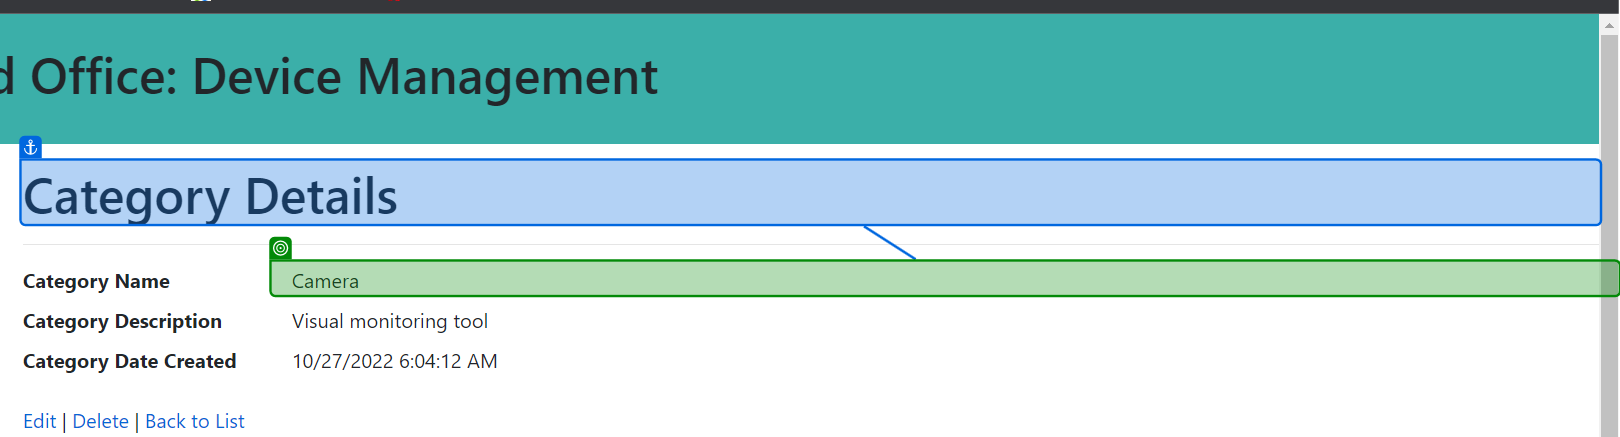 d Office: Device Management
Category Details
Category Name Camera
Category Description Visual monitoring tool
Category Date Created 10/27/2022 6:04:12 AM
Edit | Delete | Back to List